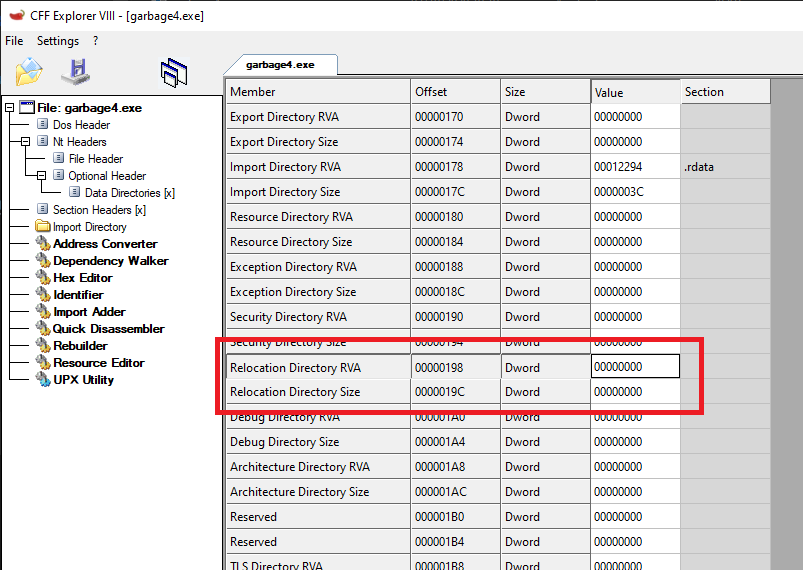 CFF Explorer VIII - [garbage4.exe]
File Settings ?
garbage4.exe
File: garbage4.exe
Dos Header
Nt Headers
File Header
Optional Header
Data Directories [x]
Section Headers [x]
Import Directory
Address Converter
Dependency Walker
Hex Editor
Identifier
Import Adder
Quick Disassembler
Rebuilder
Resource Editor
UPX Utility
Member Offset Size Value Section
Export Directory RVA 00000170 Dword 00000000
Export Directory Size 00000174 Dword 00000000
Import Directory RVA 00000178 Dword 00012294 .rdata
Import Directory Size 0000017C Dword 0000003C
Resource Directory RVA 00000180 Dword 00000000
Resource Directory Size 00000184 Dword 00000000
Exception Directory RVA 00000188 Dword 00000000
Exception Directory Size 0000018C Dword 00000000
Security Directory RVA 00000190 Dword 00000000
Security Directory Size 00000194 Dword 00000000
Relocation Directory RVA 00000198 Dword 00000000
Relocation Directory Size 0000019C Dword 00000000
Debug Directory RVA 000001A0 Dword 00000000
Debug Directory Size 000001A4 Dword 00000000
Architecture Directory RVA 000001A8 Dword 00000000
Architecture Directory Size 000001AC Dword 00000000
Reserved 000001B0 Dword 00000000
Reserved 000001B4 Dword 00000000
TLS Directory RVA 000001B8 Dword 00000000